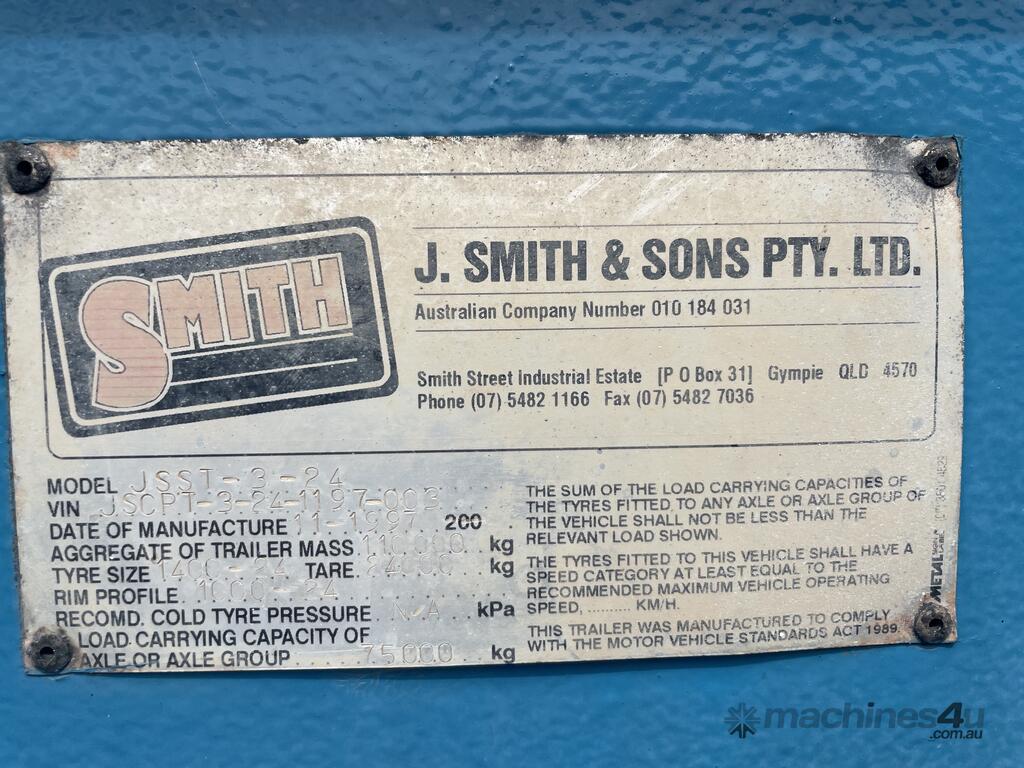 SMITH
J. SMITH & SONS PTY. LTD.
Australian Company Number 010 184 031
Smith Street Industrial Estate [P O Box 31] Gympie QLD 4570
Phone (07) 5482 1166 Fax (07) 5482 7036
MODEL JSST-3-24
VIN JSCPT-3-24-1197-003
DATE OF MANUFACTURE 11-1997 200
AGGREGATE OF TRAILER MASS 110000 kg
TYRE SIZE 1400-24 TARE. 24000 kg
RIM PROFILE 1000-24
RECOMD. COLD TYRE PRESSURE N/A kPa
LOAD CARRYING CAPACITY OF
AXLE OR AXLE GROUP 75000 kg
THE SUM OF THE LOAD CARRYING CAPACITIES OF
THE TYRES FITTED TO ANY AXLE OR AXLE GROUP OF
THE VEHICLE SHALL NOT BE LESS THAN THE
RELEVANT LOAD SHOWN.
THE TYRES FITTED TO THIS VEHICLE SHALL HAVE A
SPEED CATEGORY AT LEAST EQUAL TO THE
RECOMMENDED MAXIMUM VEHICLE OPERATING
SPEED, .......... KM/H.
THIS TRAILER WAS MANUFACTURED TO COMPLY
WITH THE MOTOR VEHICLE STANDARDS ACT 1989.
METAL
machines4u
.com.au